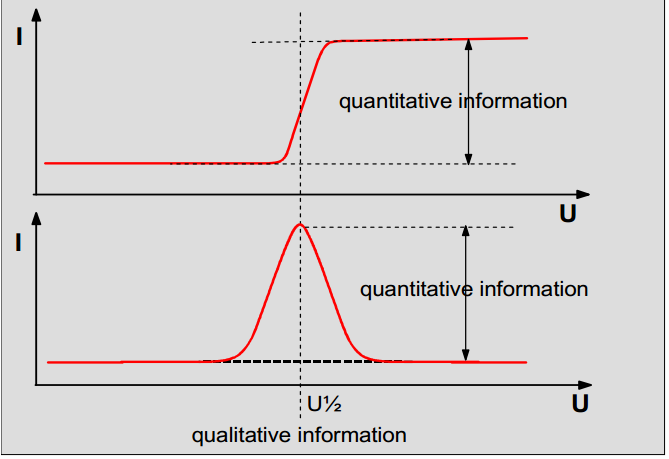 I
quantitative information
U
I
quantitative information
U½
U
qualitative information